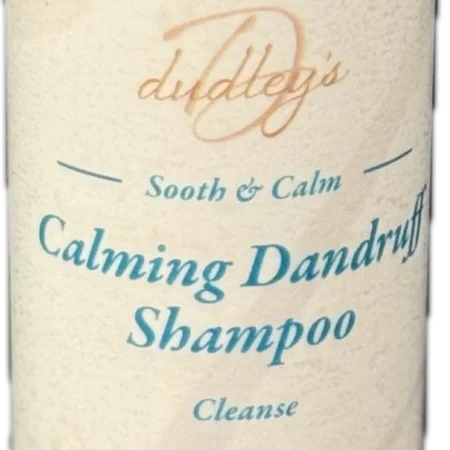 dudley's
Sooth & Calm
Calming Dandruff
Shampoo
Cleanse